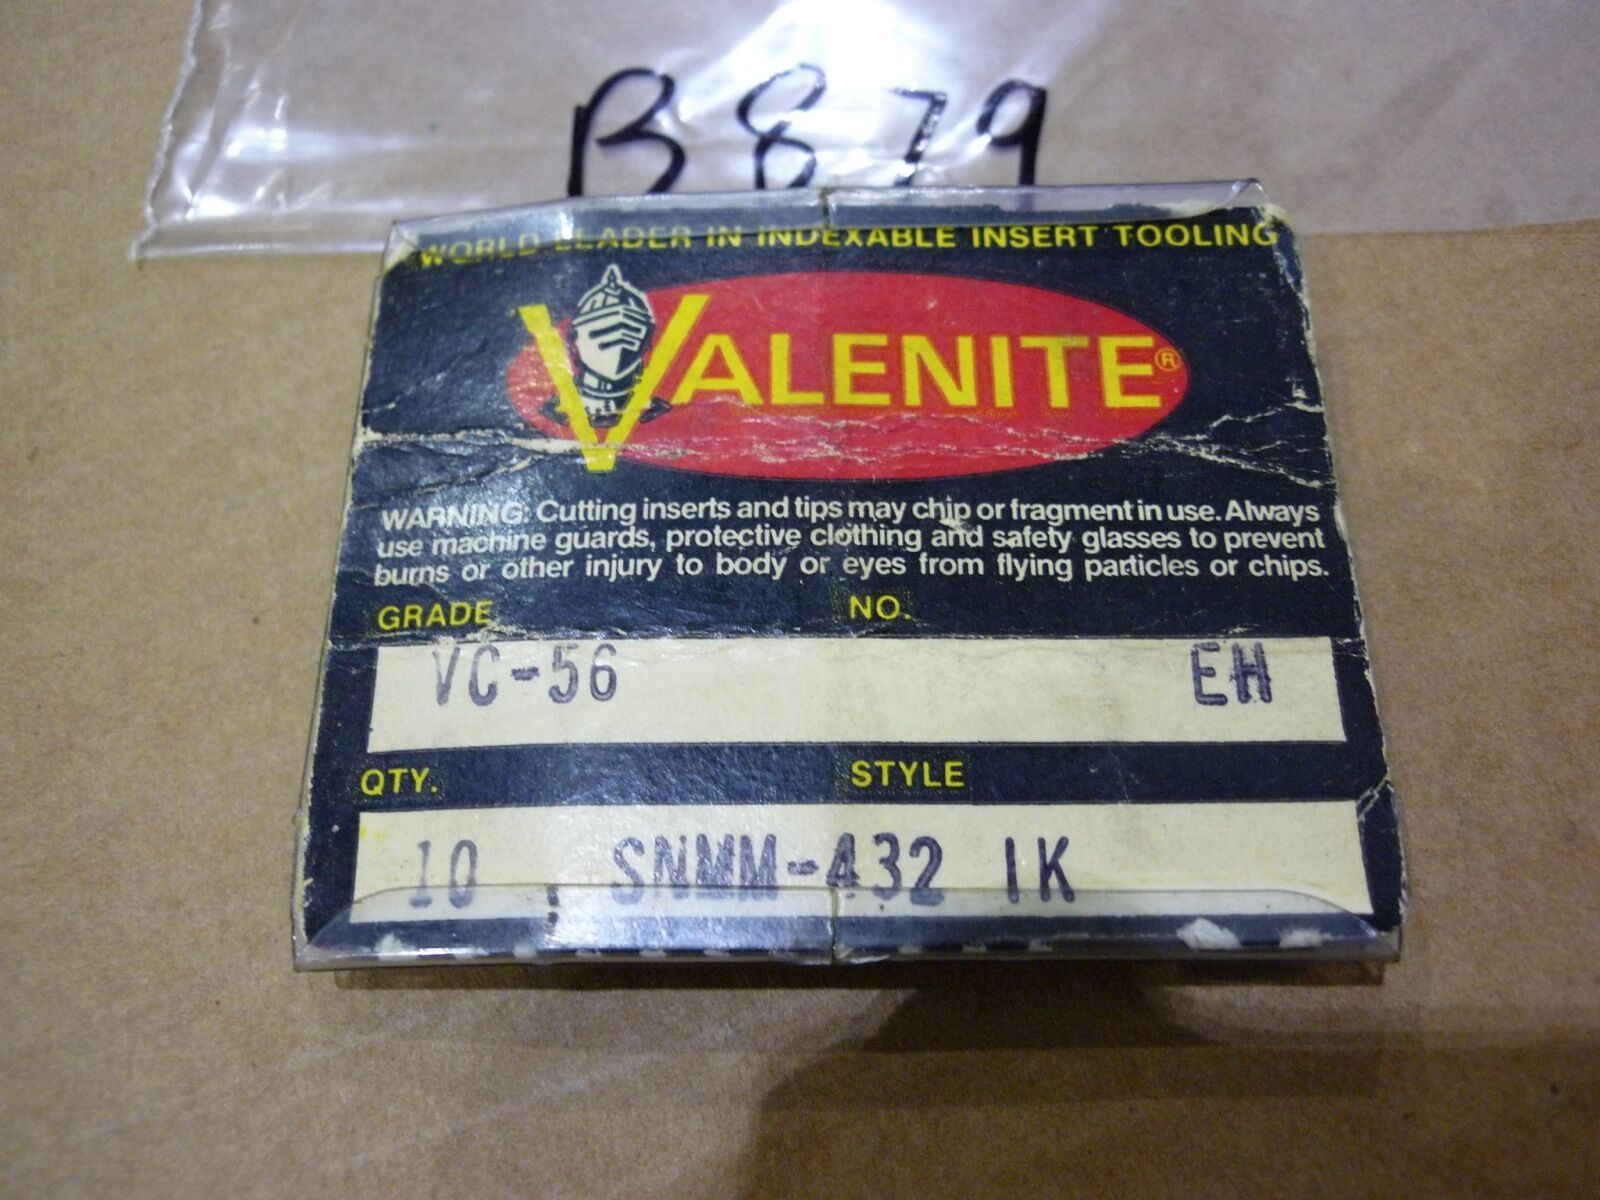 B879
WORLD LEADER IN INDEXABLE INSERT TOOLING
VALENITE®
WARNING: Cutting inserts and tips may chip or fragment in use. Always
use machine guards, protective clothing and safety glasses to prevent
burns or other injury to body or eyes from flying particles or chips.
GRADE NO.
VC-56 EH
QTY. STYLE
10 SNMM-432 1K